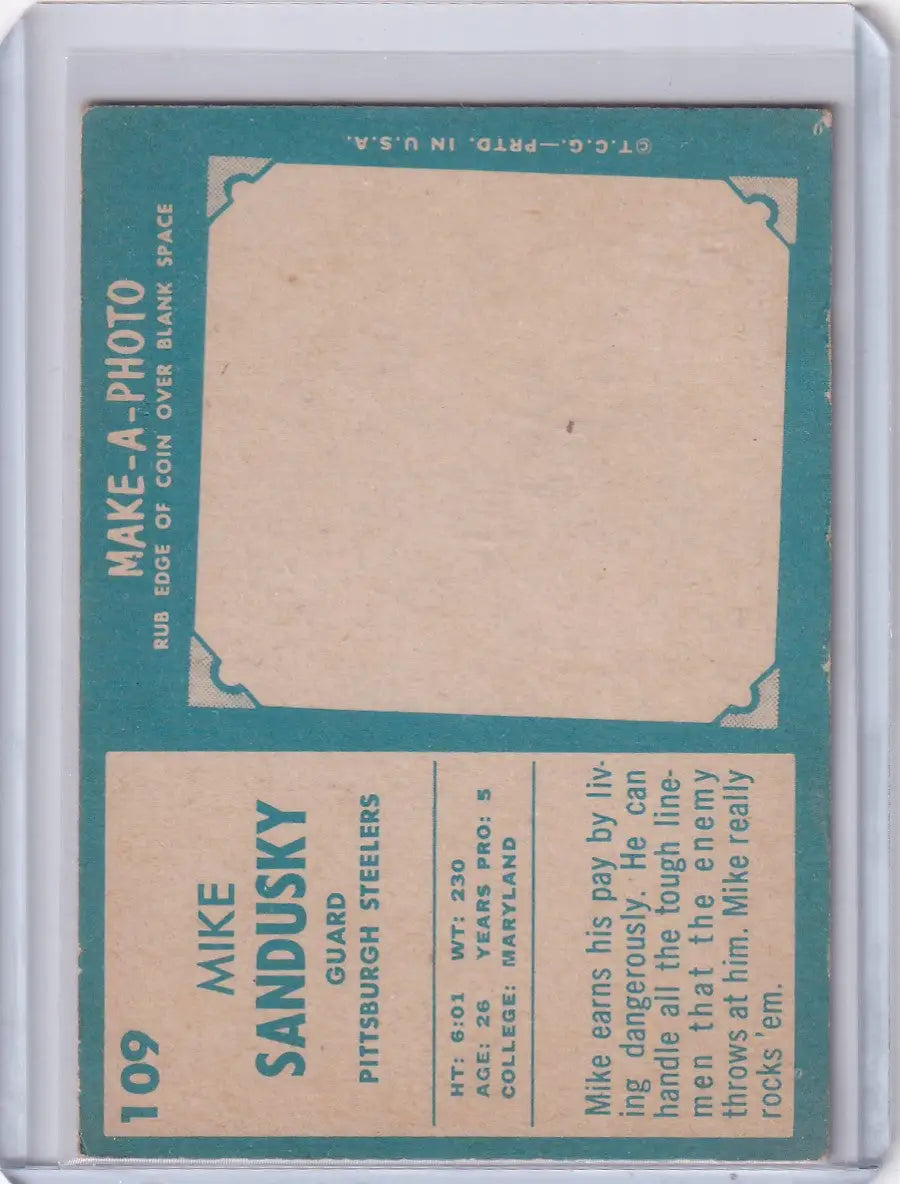 109
MIKE
SANDUSKY
GUARD
PITTSBURGH STEELERS
HT: 6:01 WT: 230
AGE: 26 YEARS PRO: 5
COLLEGE: MARYLAND
Mike earns his pay by liv-
ing dangerously. He can
handle all the tough line-
men that the enemy
throws at him. Mike really
rocks 'em.
MAKE-A-PHOTO
RUB EDGE OF COIN OVER BLANK SPACE
©T.C.G.—PRTD. IN U.S.A.